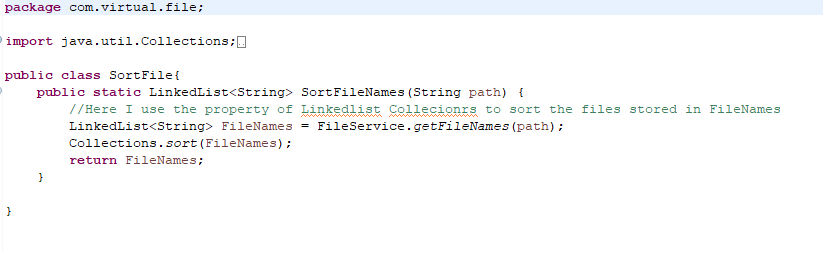 package com.virtual.file;
import java.util.Collections;
public class SortFile{
public static LinkedList<String> SortFileNames(String path) {
//Here I use the property of Linkedlist Collecionrs to sort the files stored in FileNames
LinkedList<String> FileNames = FileService.getFileNames(path);
Collections.sort(FileNames);
return FileNames;
}
}